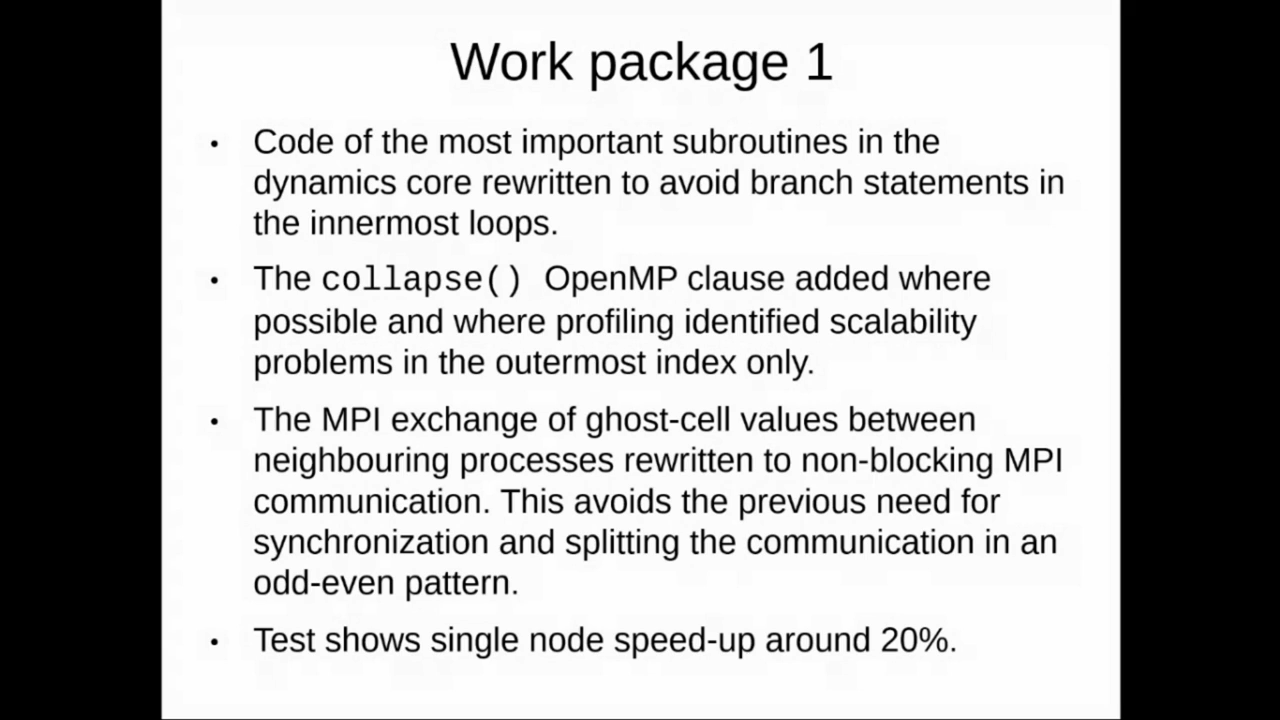 Work package 1
• Code of the most important subroutines in the
dynamics core rewritten to avoid branch statements in
the innermost loops.
• The collapse() OpenMP clause added where
possible and where profiling identified scalability
problems in the outermost index only.
• The MPI exchange of ghost-cell values between
neighbouring processes rewritten to non-blocking MPI
communication. This avoids the previous need for
synchronization and splitting the communication in an
odd-even pattern.
• Test shows single node speed-up around 20%.